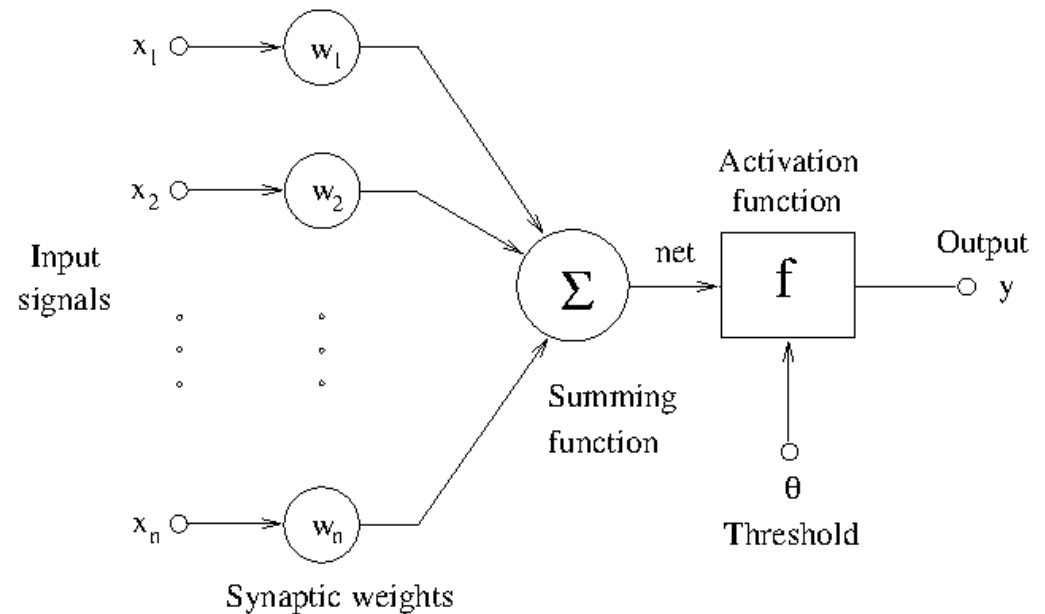 x₁
w₁
x₂
w₂
Input
signals
Activation
function
net
Σ
f
Output
y
Summing
function
θ
Threshold
xₙ
wₙ
Synaptic weights